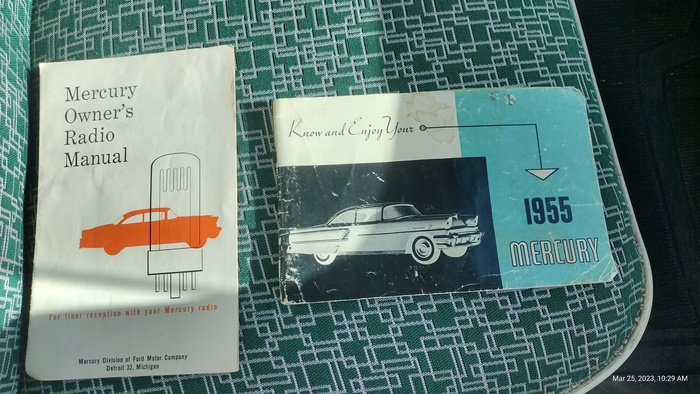 Mercury
Owner's
Radio
Manual
For finer reception with your Mercury radio
Mercury Division of Ford Motor Company
Detroit 32, Michigan
Know and Enjoy Your
1955
MERCURY
Mar 25, 2023, 10:29 AM